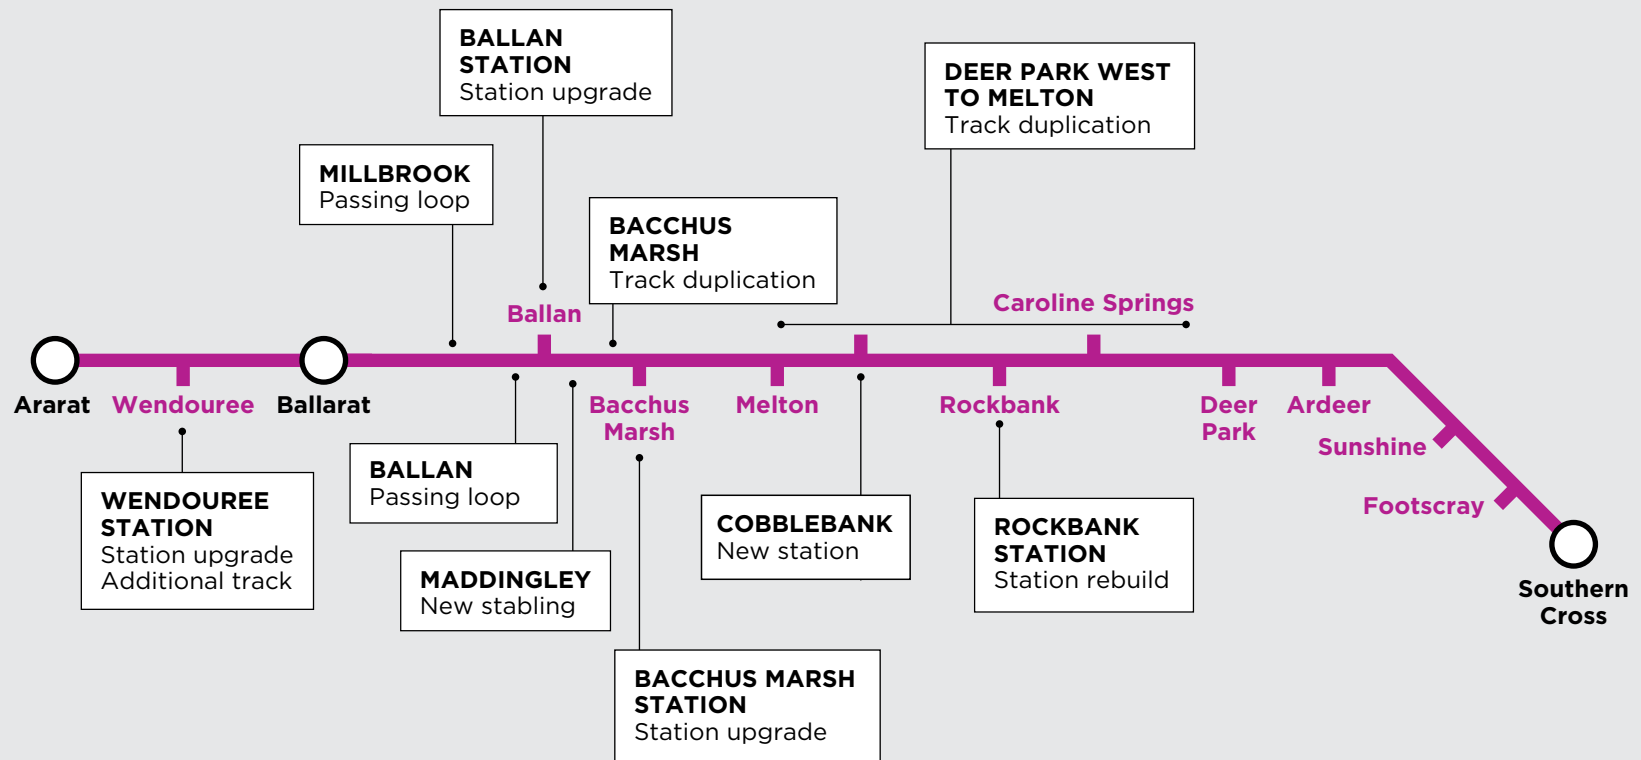 BALLAN
STATION
Station upgrade
DEER PARK WEST
TO MELTON
Track duplication
MILLBROOK
Passing loop
BACCHUS
MARSH
Track duplication
Ballan
Caroline Springs
Ararat
Wendouree
Ballarat
Bacchus
Marsh
Melton
Rockbank
Deer
Park
Ardeer
Sunshine
Footscray
Southern
Cross
WENDOUREE
STATION
Station upgrade
Additional track
BALLAN
Passing loop
MADDINGLEY
New stabling
COBBLEBANK
New station
ROCKBANK
STATION
Station rebuild
BACCHUS MARSH
STATION
Station upgrade